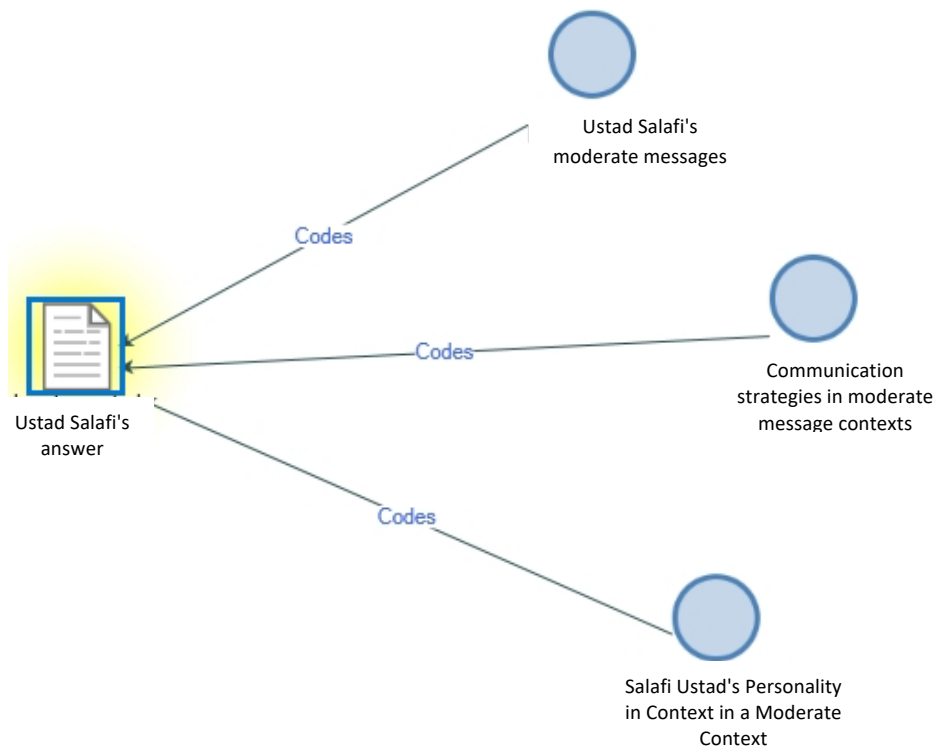 Ustad Salafi's
moderate messages
Codes
Codes
Communication
strategies in moderate
message contexts
Ustad Salafi's
answer
Codes
Salafi Ustad's Personality
in Context in a Moderate
Context